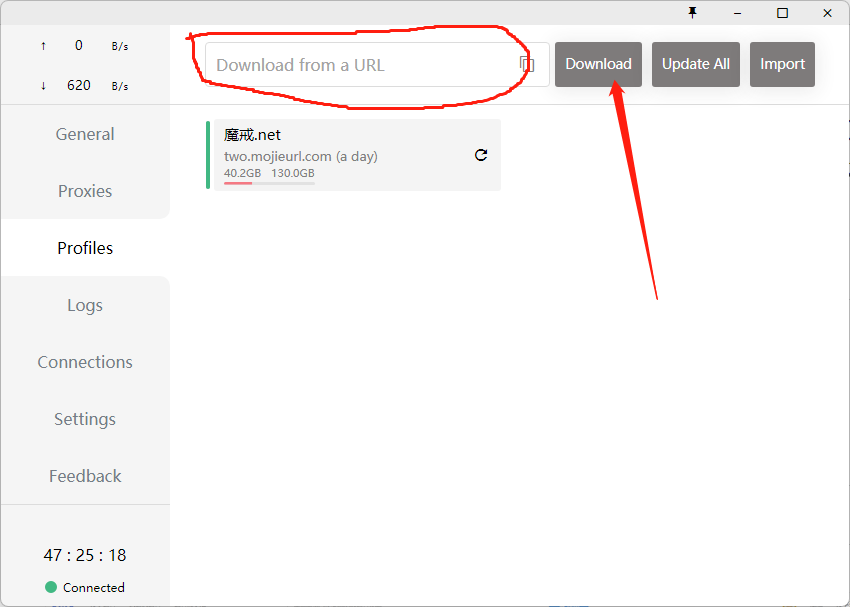 ↑ 0 B/s
↓ 620 B/s
Download from a URL
Download
Update All
Import
General
Proxies
Profiles
Logs
Connections
Settings
Feedback
魔戒.net
two.mojieurl.com (a day)
40.2GB 130.0GB
47 : 25 : 18
Connected